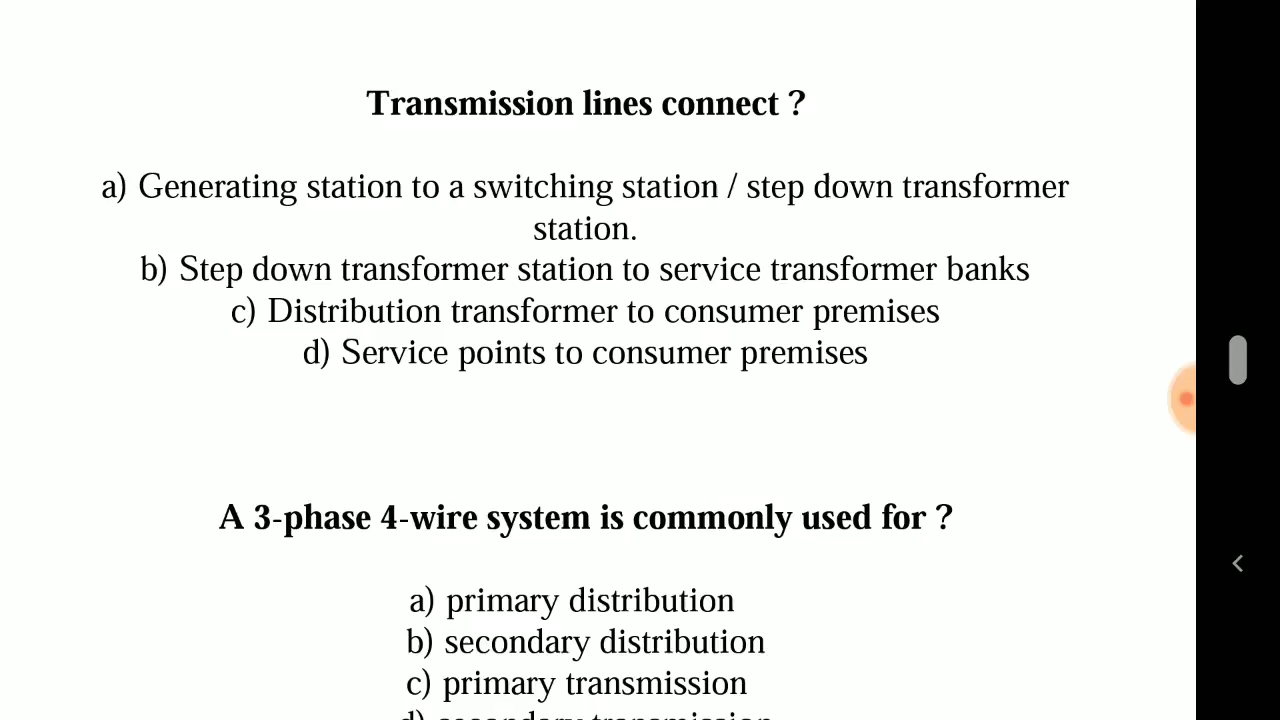 Transmission lines connect ?
a) Generating station to a switching station / step down transformer
station.
b) Step down transformer station to service transformer banks
c) Distribution transformer to consumer premises
d) Service points to consumer premises
A 3-phase 4-wire system is commonly used for ?
a) primary distribution
b) secondary distribution
c) primary transmission
d) secondary transmission